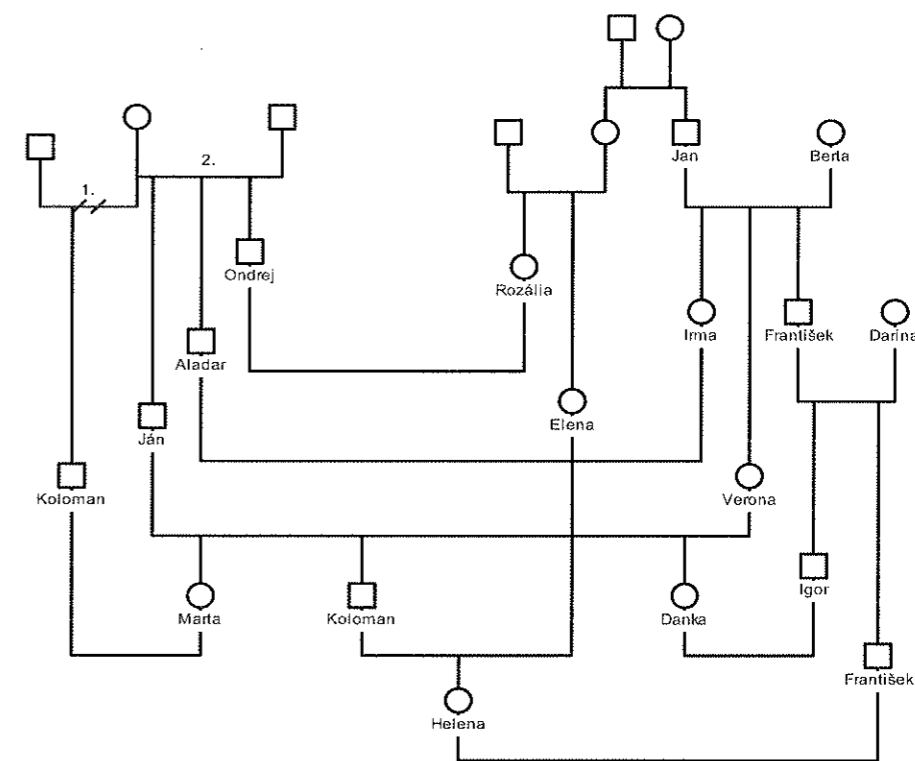 Jan
Berta
2.
1.
Ondrej
Rozália
Irma
František
Darina
Aladar
Elena
Ján
Koloman
Verona
Igor
Marta
Koloman
Danka
František
Helena